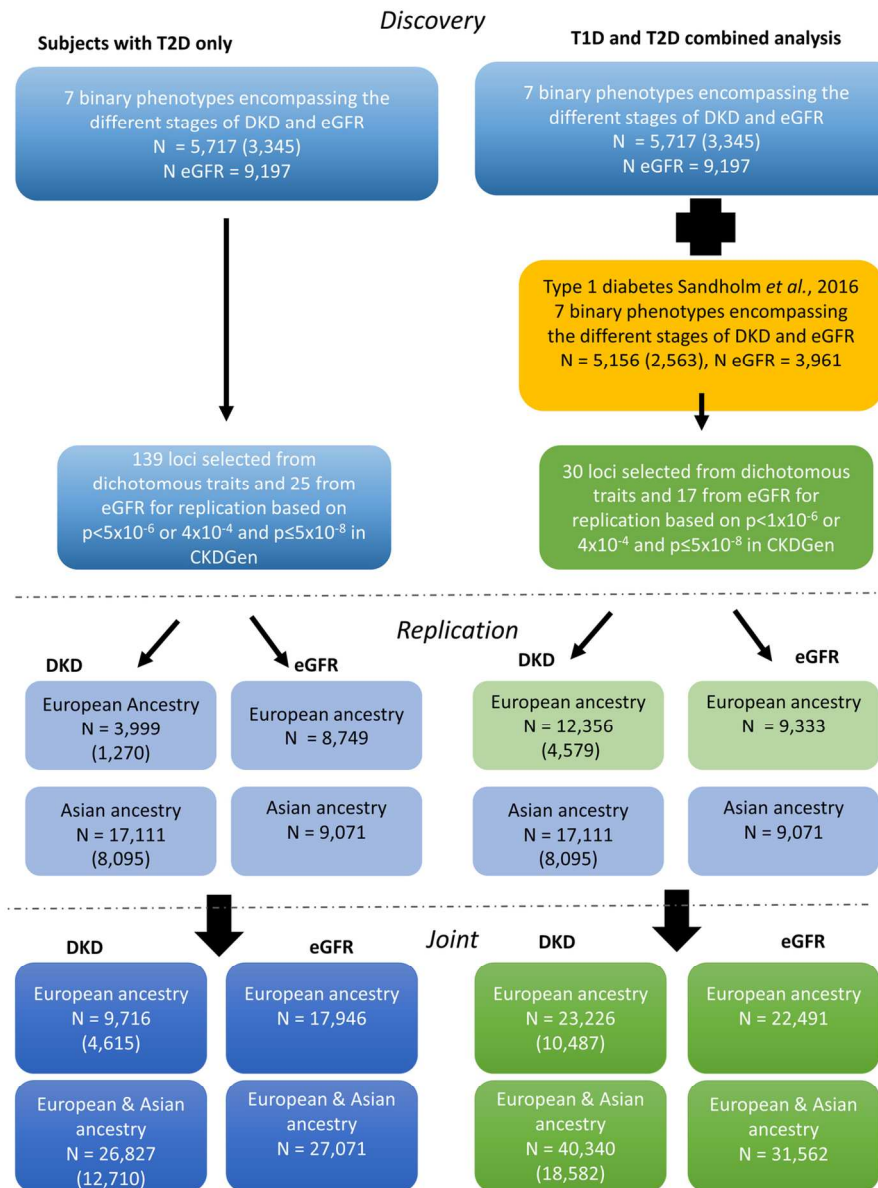 Discovery
Subjects with T2D only
7 binary phenotypes encompassing the
different stages of DKD and eGFR
N = 5,717 (3,345)
N eGFR = 9,197
139 loci selected from
dichotomous traits and 25 from
eGFR for replication based on
p<5x10⁻⁶ or 4x10⁻⁴ and p≤5x10⁻⁸ in
CKDGen
T1D and T2D combined analysis
7 binary phenotypes encompassing the
different stages of DKD and eGFR
N = 5,717 (3,345)
N eGFR = 9,197
Type 1 diabetes Sandholm et al., 2016
7 binary phenotypes encompassing
the different stages of DKD and eGFR
N = 5,156 (2,563), N eGFR = 3,961
30 loci selected from dichotomous
traits and 17 from eGFR for
replication based on p<1x10⁻⁶ or
4x10⁻⁴ and p≤5x10⁻⁸ in CKDGen
Replication
DKD
European Ancestry
N = 3,999
(1,270)
Asian ancestry
N = 17,111
(8,095)
eGFR
European ancestry
N = 8,749
Asian ancestry
N = 9,071
DKD
European ancestry
N = 12,356
(4,579)
Asian ancestry
N = 17,111
(8,095)
eGFR
European ancestry
N = 9,333
Asian ancestry
N = 9,071
Joint
DKD
European ancestry
N = 9,716
(4,615)
European & Asian
ancestry
N = 26,827
(12,710)
eGFR
European ancestry
N = 17,946
European & Asian
ancestry
N = 27,071
DKD
European ancestry
N = 23,226
(10,487)
European & Asian
ancestry
N = 40,340
(18,582)
eGFR
European ancestry
N = 22,491
European & Asian
ancestry
N = 31,562